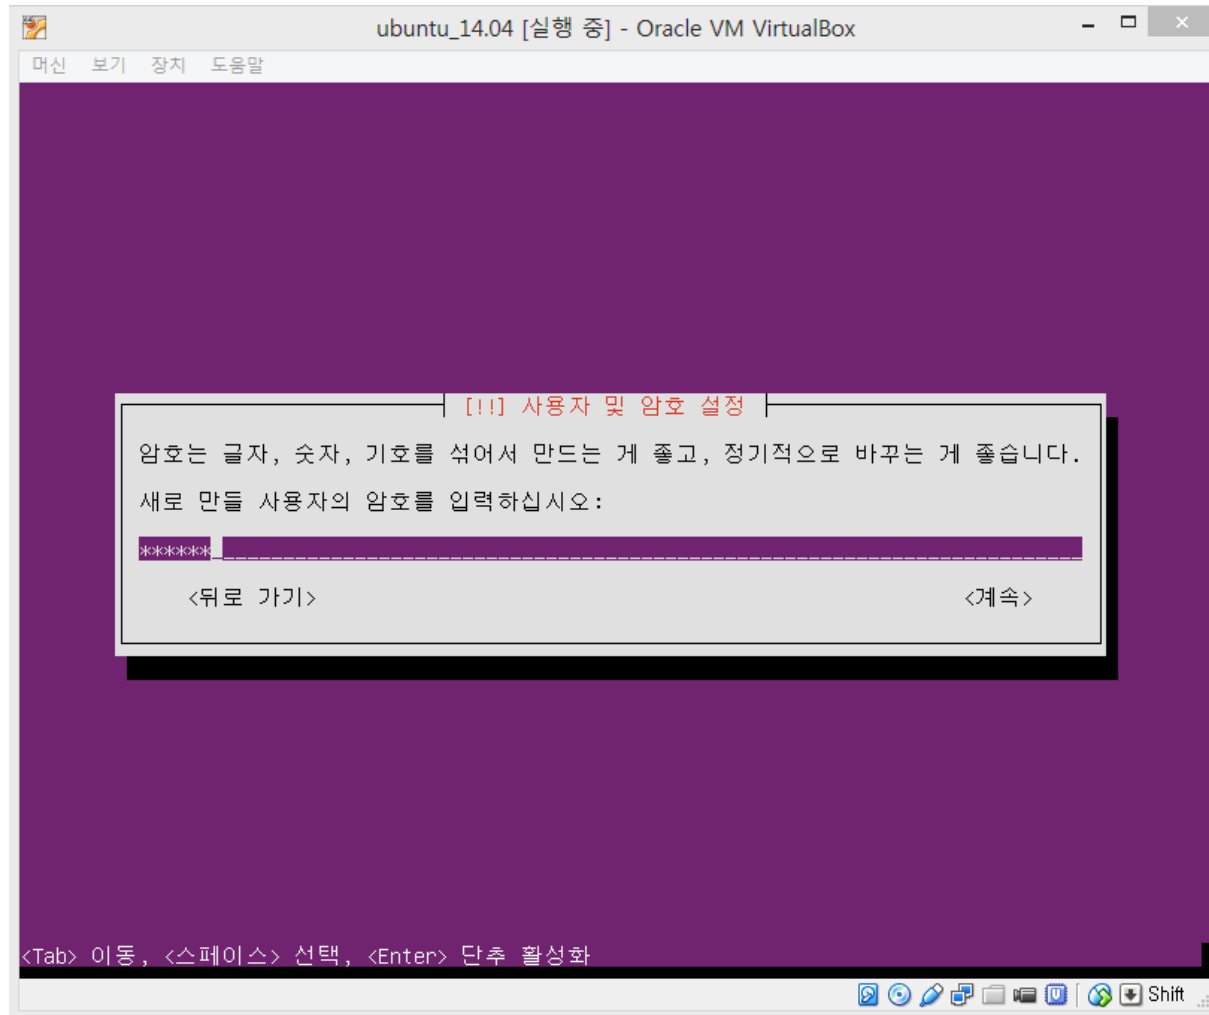 ubuntu_14.04 [실행 중] - Oracle VM VirtualBox
머신 보기 장치 도움말
[!!] 사용자 및 암호 설정
암호는 글자, 숫자, 기호를 섞어서 만드는 게 좋고, 정기적으로 바꾸는 게 좋습니다.
새로 만들 사용자의 암호를 입력하십시오:
******
<뒤로 가기> <계속>
<Tab> 이동, <스페이스> 선택, <Enter> 단추 활성화
Shift